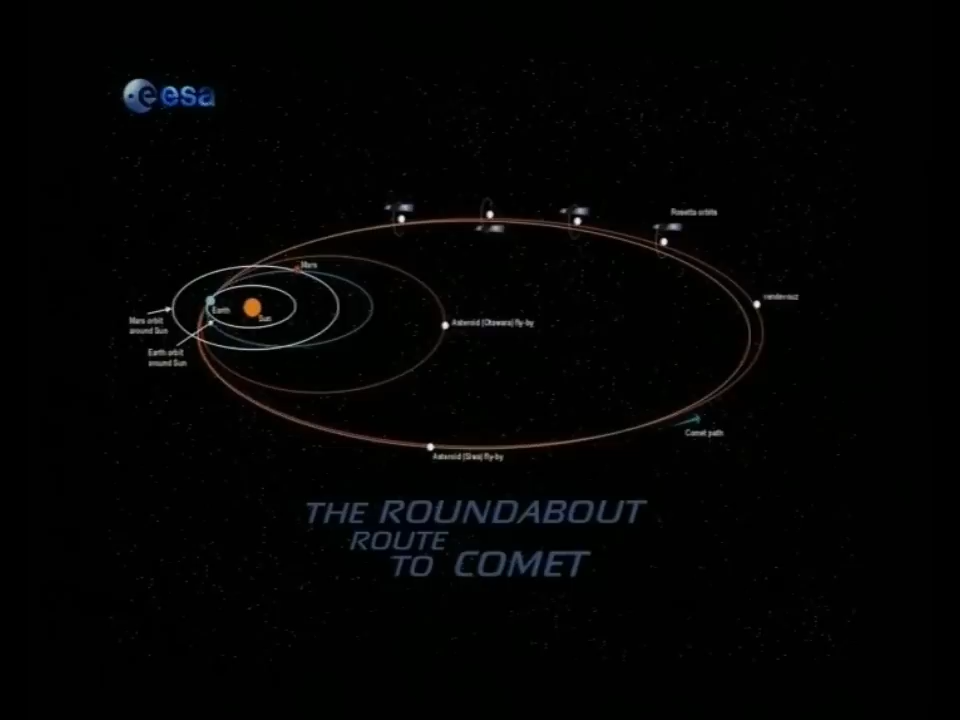 esa
Rosetta orbits
Mars
rendevouz
Earth
Sun
Mars orbit
around Sun
Asteroid (Otawara) fly-by
Earth orbit
around Sun
Comet path
Asteroid (Siwa) fly-by
THE ROUNDABOUT
ROUTE
TO COMET